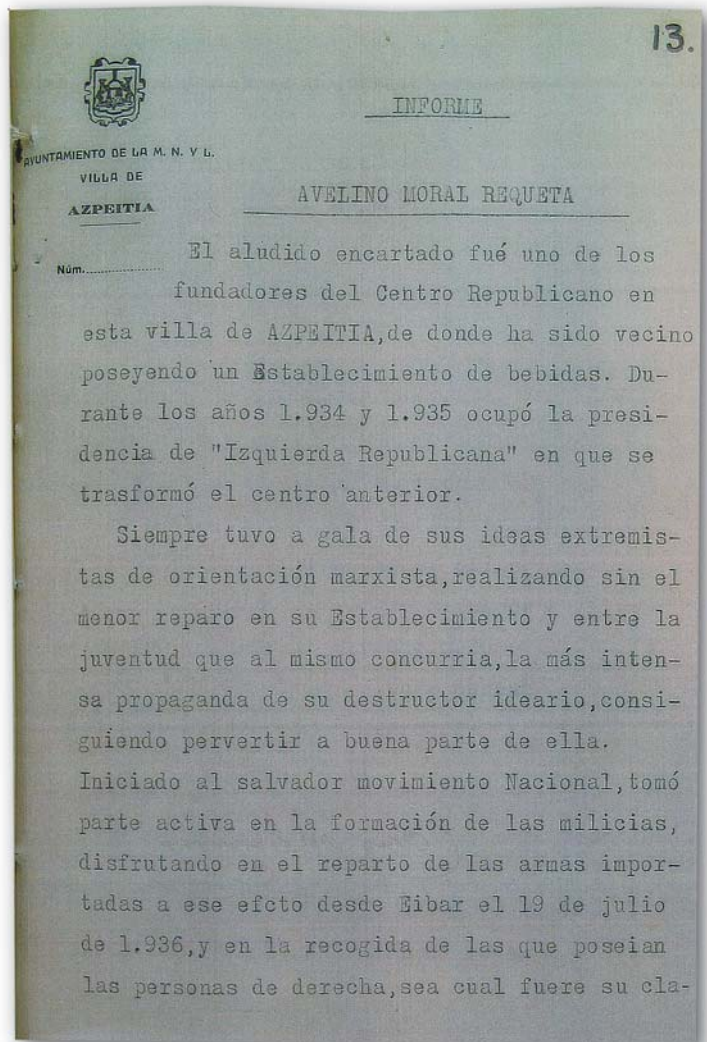 13.
INFORME
AYUNTAMIENTO DE LA M. N. Y L.
VILLA DE
AZPEITIA
AVELINO MORAL REQUETA
Núm.
El aludido encartado fué uno de los
fundadores del Centro Republicano en
esta villa de AZPEITIA,de donde ha sido vecino
poseyendo un Establecimiento de bebidas. Du-
rante los años 1.934 y 1.935 ocupó la presi-
dencia de "Izquierda Republicana" en que se
trasformó el centro anterior.
Siempre tuvo a gala de sus ideas extremis-
tas de orientación marxista,realizando sin el
menor reparo en su Establecimiento y entre la
juventud que al mismo concurria,la más inten-
sa propaganda de su destructor ideario,consi-
guiendo pervertir a buena parte de ella.
Iniciado al salvador movimiento Nacional,tomó
parte activa en la formación de las milicias,
disfrutando en el reparto de las armas impor-
tadas a ese efcto desde Eibar el 19 de julio
de 1.936,y en la recogida de las que poseian
las personas de derecha,sea cual fuere su cla-